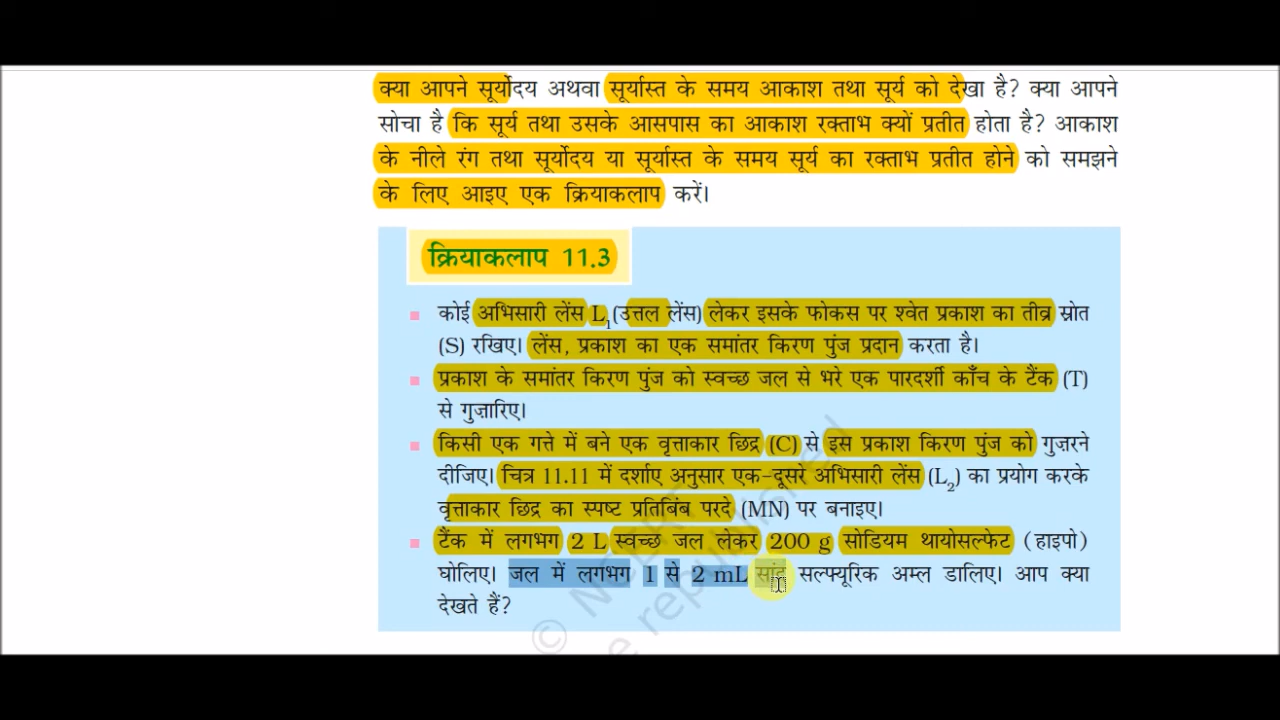 क्या आपने सूर्योदय अथवा सूर्यास्त के समय आकाश तथा सूर्य को देखा है? क्या आपने
सोचा है कि सूर्य तथा उसके आसपास का आकाश रक्ताभ क्यों प्रतीत होता है? आकाश
के नीले रंग तथा सूर्योदय या सूर्यास्त के समय सूर्य का रक्ताभ प्रतीत होने को समझने
के लिए आइए एक क्रियाकलाप करें।
क्रियाकलाप 11.3
कोई अभिसारी लेंस L₁(उत्तल लेंस) लेकर इसके फोकस पर श्वेत प्रकाश का तीव्र स्रोत
(S) रखिए। लेंस, प्रकाश का एक समांतर किरण पुंज प्रदान करता है।
प्रकाश के समांतर किरण पुंज को स्वच्छ जल से भरे एक पारदर्शी काँच के टैंक (T)
से गुज़ारिए।
किसी एक गत्ते में बने एक वृत्ताकार छिद्र (C) से इस प्रकाश किरण पुंज को गुज़रने
दीजिए। चित्र 11.11 में दर्शाए अनुसार एक-दूसरे अभिसारी लेंस (L₂) का प्रयोग करके
वृत्ताकार छिद्र का स्पष्ट प्रतिबिंब परदे (MN) पर बनाइए।
टैंक में लगभग 2 L स्वच्छ जल लेकर 200 g सोडियम थायोसल्फेट (हाइपो)
घोलिए। जल में लगभग 1 से 2 mL सांद्र सल्फ्यूरिक अम्ल डालिए। आप क्या
देखते हैं?
© NCERT
be republished